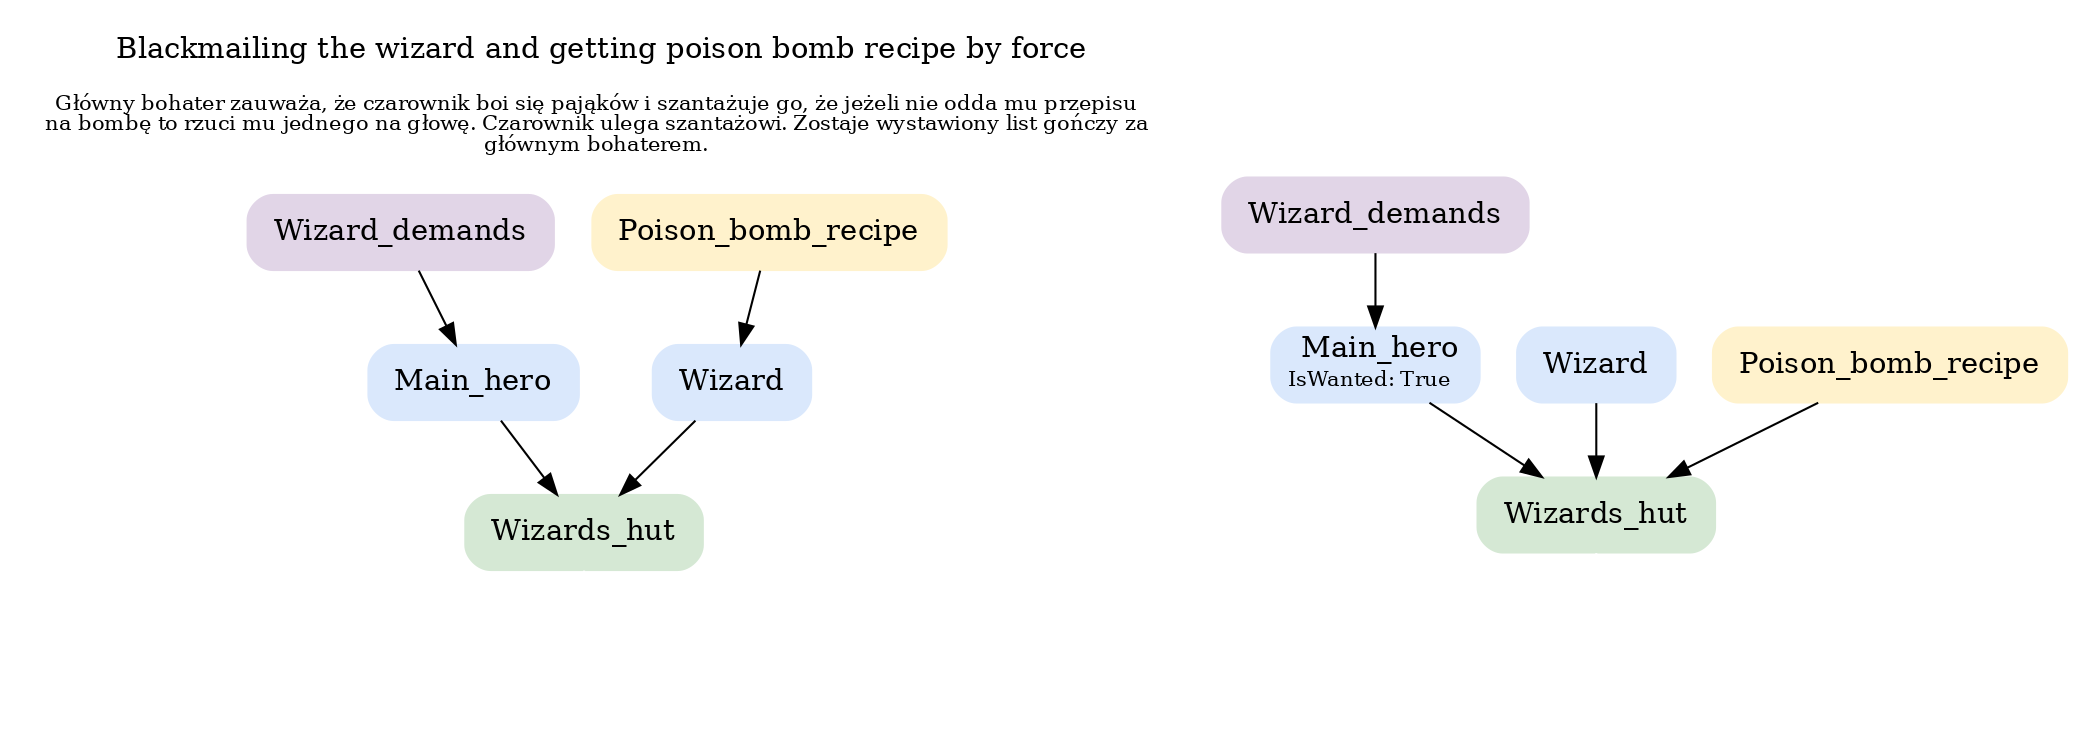 Blackmailing the wizard and getting poison bomb recipe by force
Główny bohater zauważa, że czarownik boi się pająków i szantażuje go, że jeżeli nie odda mu przepisu
na bombę to rzuci mu jednego na głowę. Czarownik ulega szantażowi. Zostaje wystawiony list gończy za
głównym bohaterem.
Wizard_demands
Poison_bomb_recipe
Main_hero
Wizard
Wizards_hut
Wizard_demands
Main_hero
IsWanted: True
Wizard
Poison_bomb_recipe
Wizards_hut